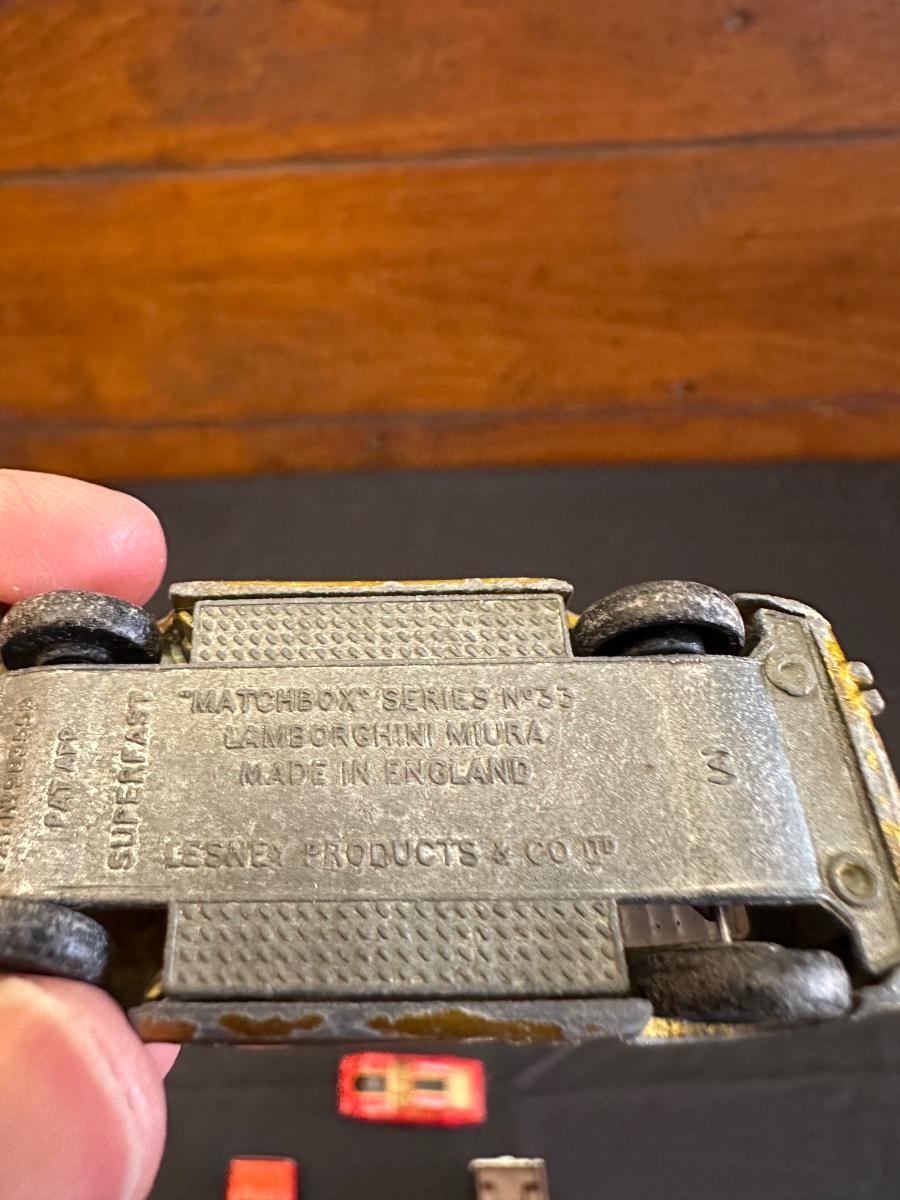 "MATCHBOX" SERIES Nº33
LAMBORGHINI MIURA
MADE IN ENGLAND
LESNEY PRODUCTS & CO LTD
SUPERFAST
PAT APP
3